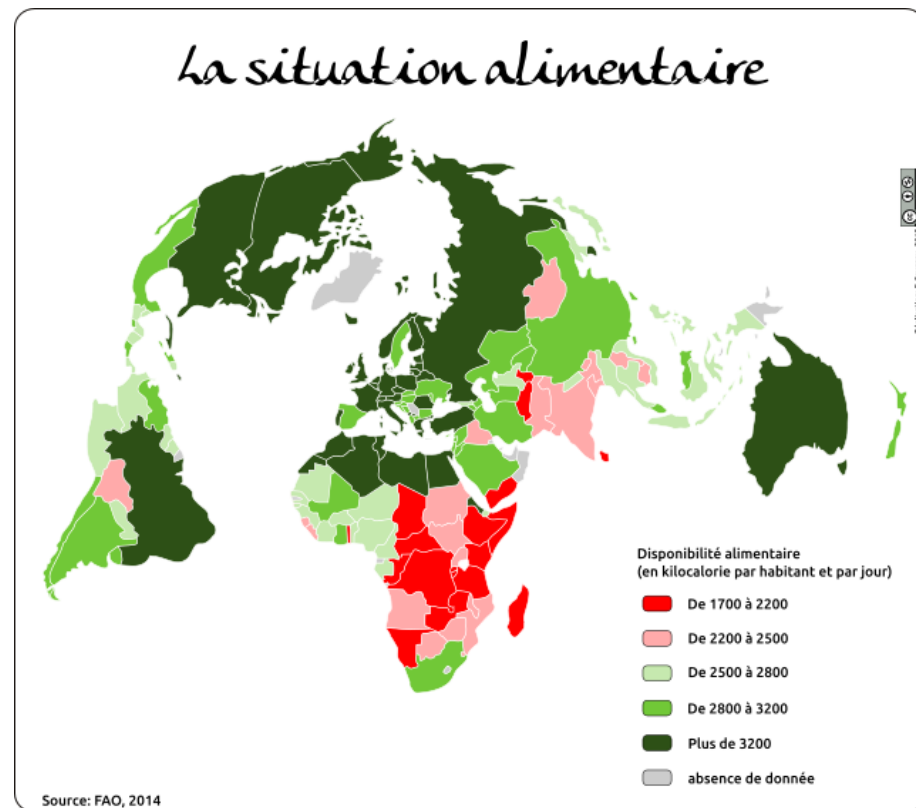 La situation alimentaire
Disponibilité alimentaire
(en kilocalorie par habitant et par jour)
De 1700 à 2200
De 2200 à 2500
De 2500 à 2800
De 2800 à 3200
Plus de 3200
absence de donnée
Source: FAO, 2014